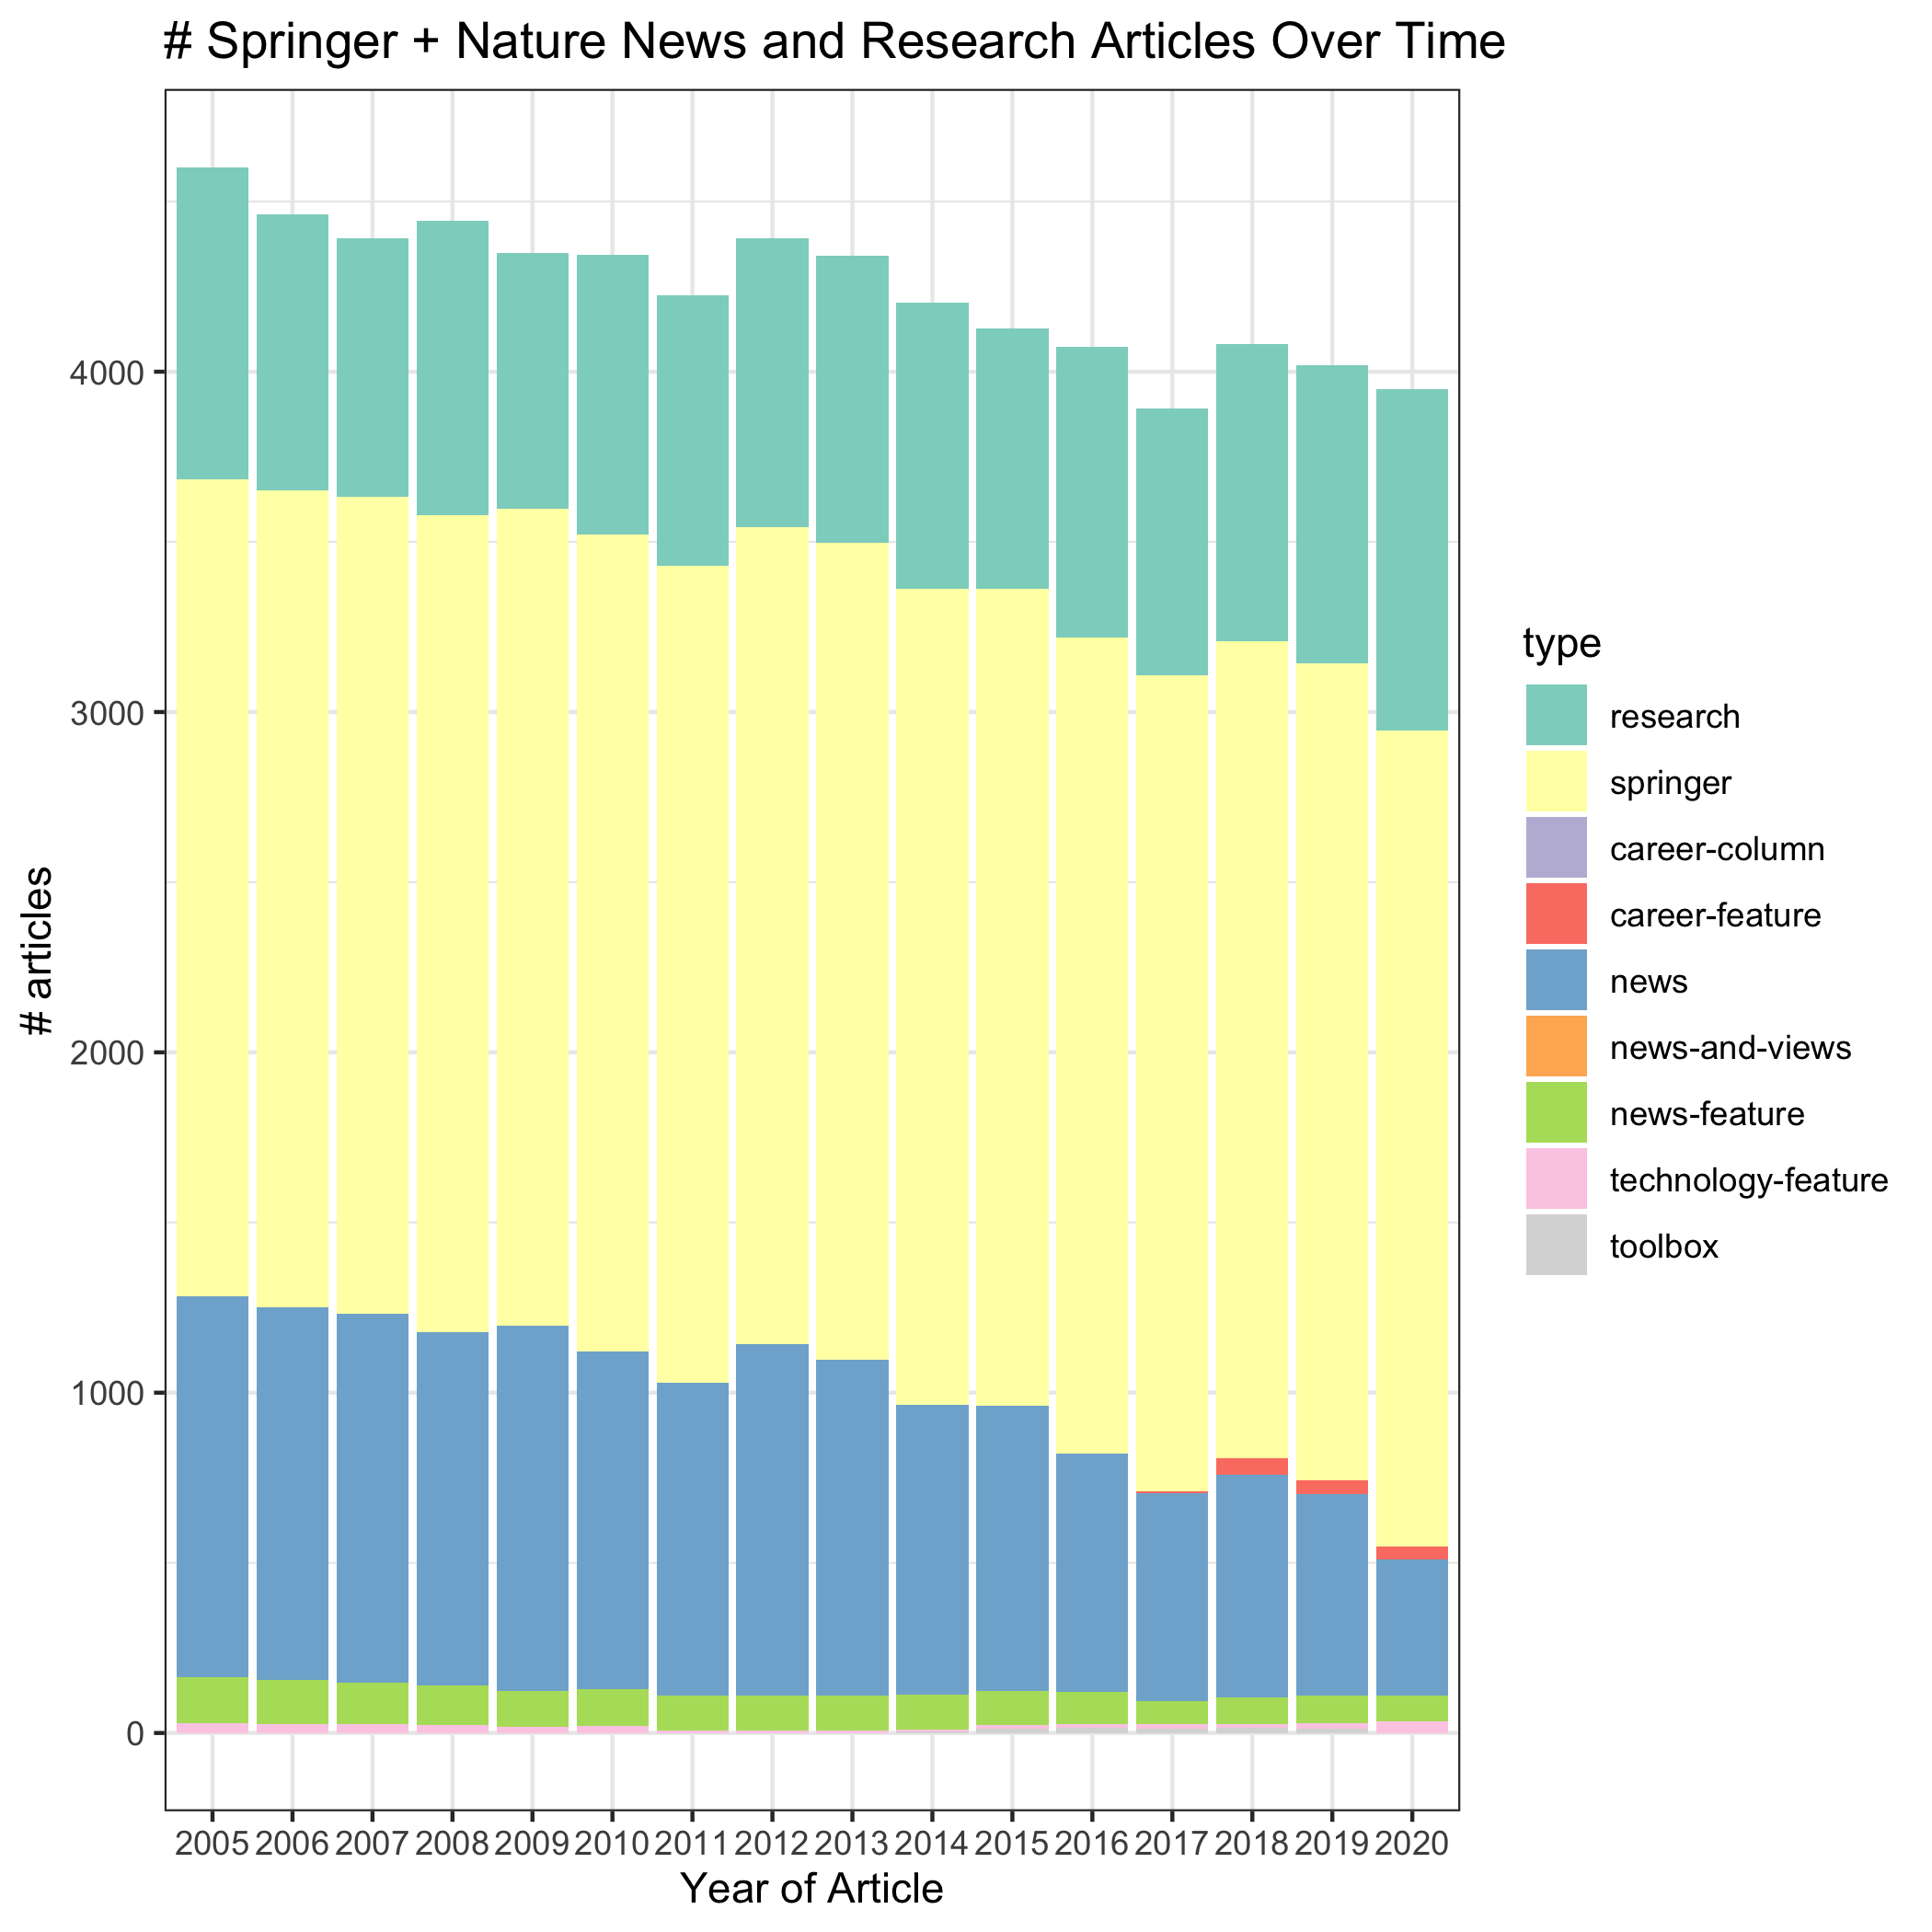 # Springer + Nature News and Research Articles Over Time
# articles
4000
3000
2000
1000
0
2005 2006 2007 2008 2009 2010 2011 2012 2013 2014 2015 2016 2017 2018 2019 2020
Year of Article
type
research
springer
career-column
career-feature
news
news-and-views
news-feature
technology-feature
toolbox